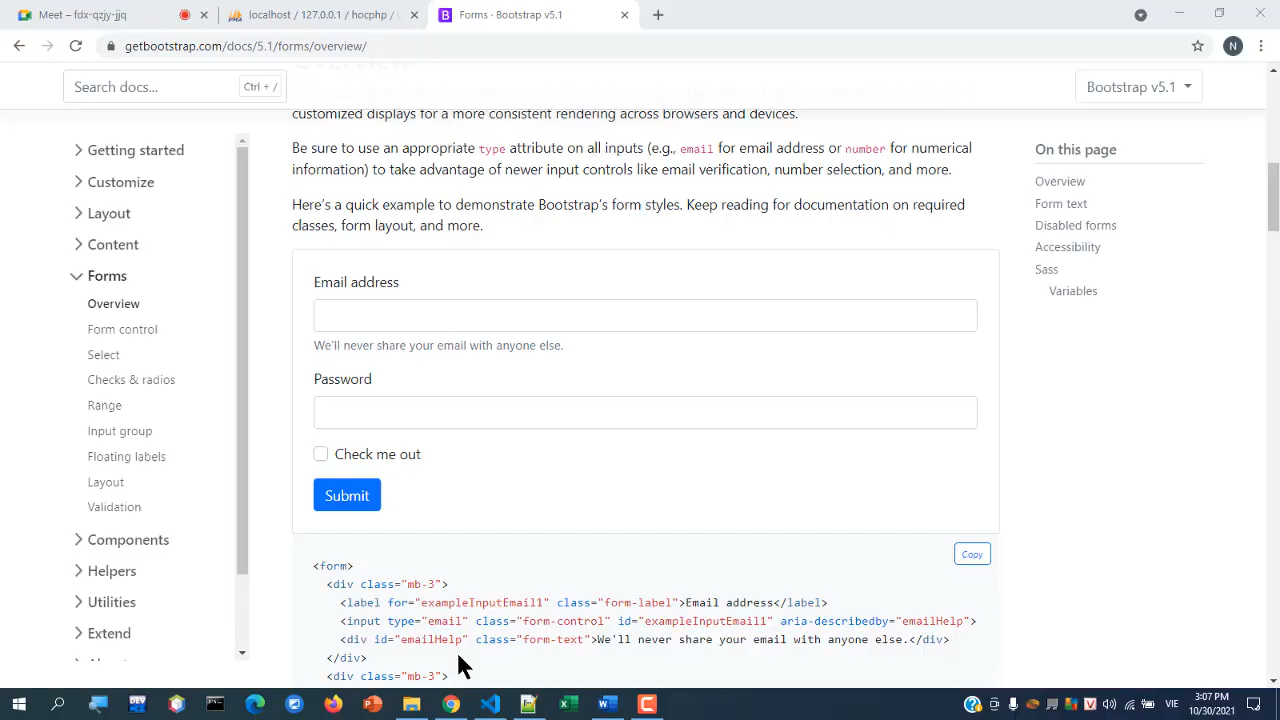 Meet – fdx-qzjy-jjq
localhost / 127.0.0.1 / hocphp /
Forms · Bootstrap v5.1
getbootstrap.com/docs/5.1/forms/overview/
N
Search docs...
Ctrl + /
Bootstrap v5.1
customized displays for a more consistent rendering across browsers and devices.
Be sure to use an appropriate type attribute on all inputs (e.g., email for email address or number for numerical
information) to take advantage of newer input controls like email verification, number selection, and more.
Here's a quick example to demonstrate Bootstrap's form styles. Keep reading for documentation on required
classes, form layout, and more.
Getting started
Customize
Layout
Content
Forms
Overview
Form control
Select
Checks & radios
Range
Input group
Floating labels
Layout
Validation
Components
Helpers
Utilities
Extend
On this page
Overview
Form text
Disabled forms
Accessibility
Sass
Variables
Email address
We'll never share your email with anyone else.
Password
Check me out
Submit
Copy
<form>
<div class="mb-3">
<label for="exampleInputEmail1" class="form-label">Email address</label>
<input type="email" class="form-control" id="exampleInputEmail1" aria-describedby="emailHelp">
<div id="emailHelp" class="form-text">We'll never share your email with anyone else.</div>
</div>
<div class="mb-3">
VIE
3:07 PM
10/30/2021